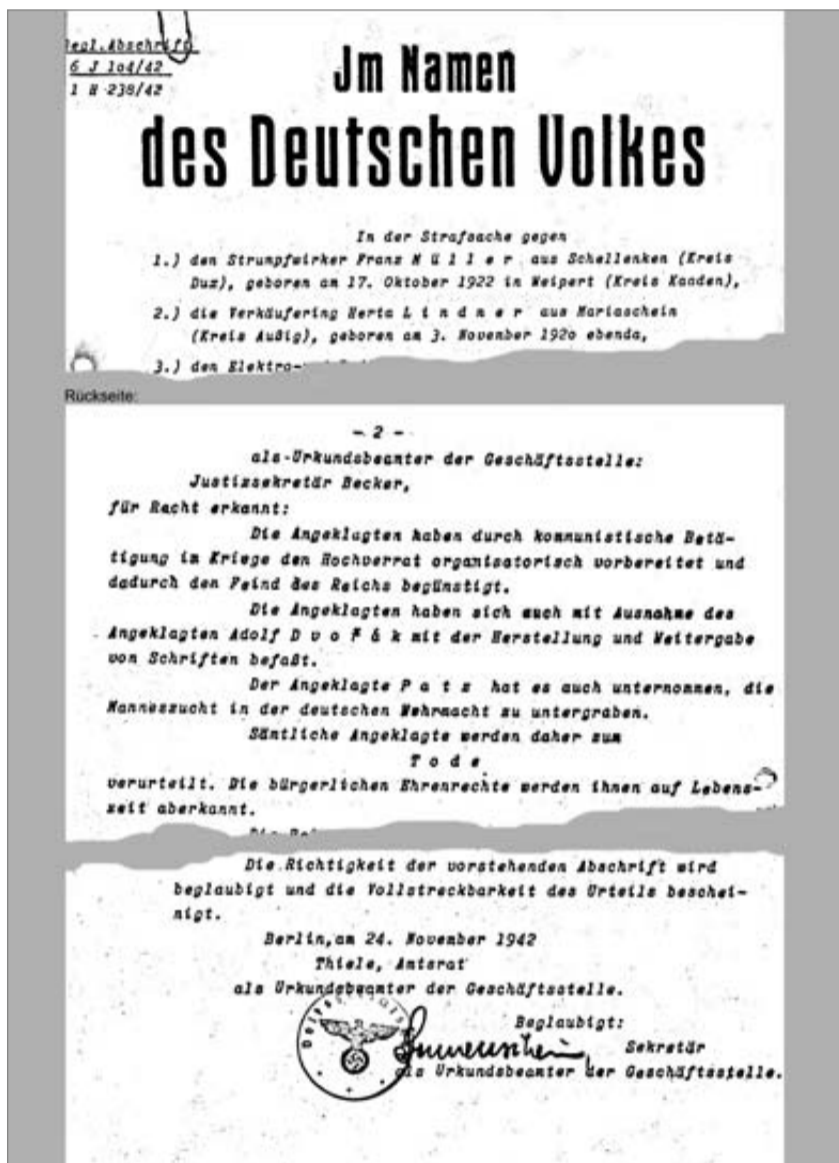 Begl. Abschrift
6 J 104/42
1 H 238/42
Jm Namen
des Deutschen Volkes
In der Strafsache gegen
1.) den Strumpfwirker Franz M ü l l e r aus Schellenken (Kreis
Dux), geboren am 17. Oktober 1922 in Weipert (Kreis Kaaden),
2.) die Verkäufering Herta L i n d n e r aus Mariaschein
(Kreis Außig), geboren am 3. November 1920 ebenda,
3.) den Elektro-
Rückseite:
- 2 -
als Urkundsbeamter der Geschäftsstelle:
Justizsekretär Becker,
für Recht erkannt:
Die Angeklagten haben durch kommunistische Betä-
tigung im Kriege den Hochverrat organisatorisch vorbereitet und
dadurch den Feind des Reichs begünstigt.
Die Angeklagten haben sich auch mit Ausnahme des
Angeklagten Adolf D v o ř á k mit der Herstellung und Weitergabe
von Schriften befaßt.
Der Angeklagte P a t z hat es auch unternommen, die
Manneszucht in der deutschen Wehrmacht zu untergraben.
Sämtliche Angeklagte werden daher zum
T o d e
verurteilt. Die bürgerlichen Ehrenrechte werden ihnen auf Lebens-
zeit aberkannt.
Die Richtigkeit der vorstehenden Abschrift wird
beglaubigt und die Vollstreckbarkeit des Urteils beschei-
nigt.
Berlin, am 24. November 1942
Thiele, Amtsrat
als Urkundsbeamter der Geschäftsstelle.
Beglaubigt:
Sekretär
als Urkundsbeamter der Geschäftsstelle.